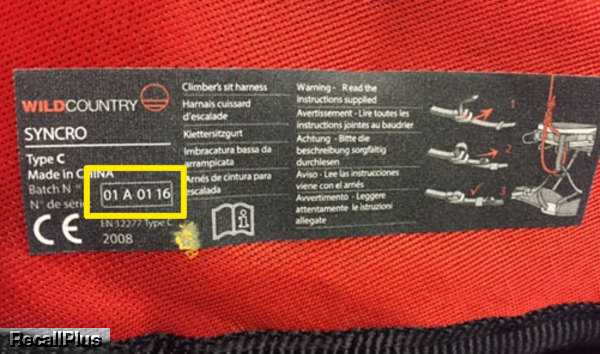 WILDCOUNTRY
SYNCRO
Type C
Made in CHINA
Batch N°
N° de série
01 A 01 16
CE
EN 12277 Type C
2008
Climber's sit harness
Harnais cuissard
d'escalade
Klettersitzgurt
Imbracatura bassa da
arrampicata
Arnés de cintura para
escalada
Warning - Read the
instructions supplied
Avertissement - Lire toutes les
instructions jointes au baudrier
Achtung - Bitte die
beschreibung sorgfältig
durchlesen
Aviso - Lee las instrucciones
viene con el arnés
Avvertimento - Leggere
attentamente le istruzioni
allegate
1
2
3
RecallPlus